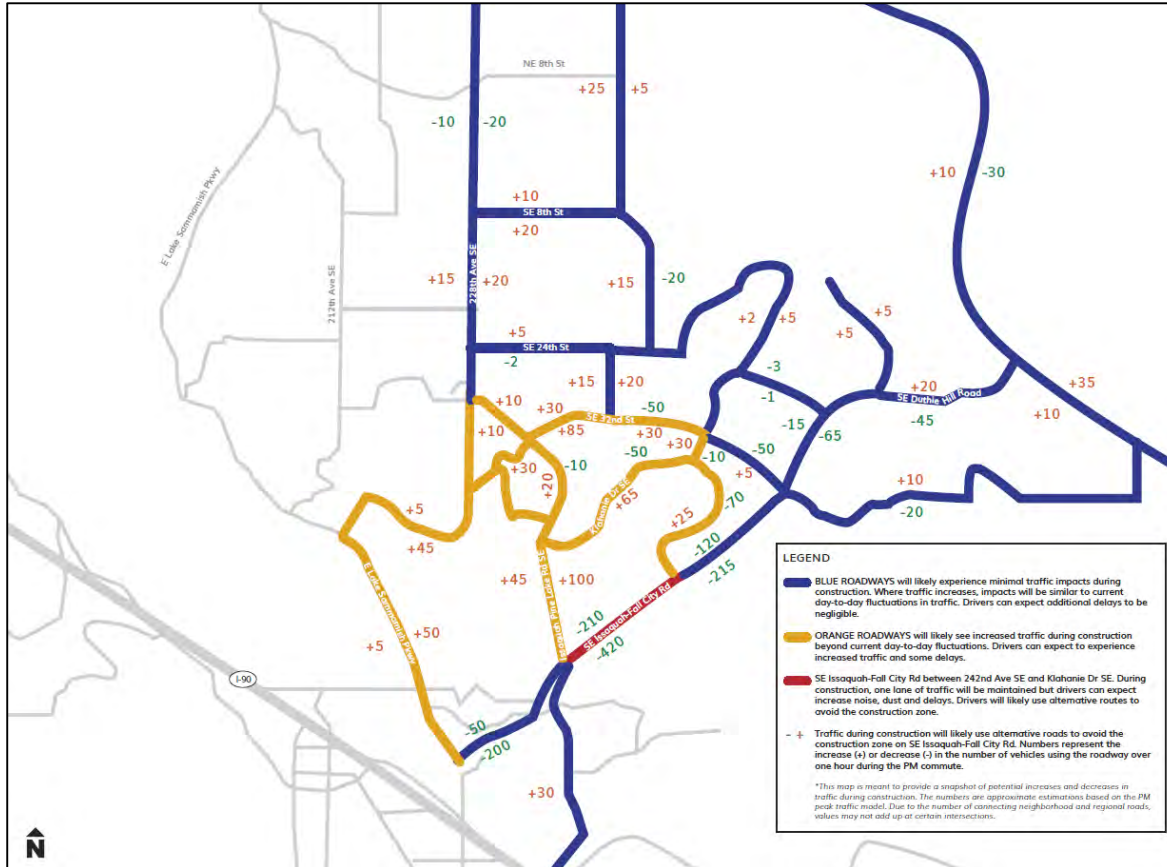 NE 8th St
+25
+5
-10
-20
+10
-30
+10
SE 8th St
+20
E Lake Sammamish Pkwy
212th Ave SE
228th Ave SE
+15
+20
+15
-20
+5
SE 24th St
-2
+2
+5
+5
+5
-3
-1
+15
+20
+20
SE Duthie Hill Road
-45
+35
+10
+10
+30
-50
SE 32nd St
-15
-65
+10
+85
+30
+30
-10
-50
+30
-10
-50
+5
+20
Klahanie Dr SE
+65
-70
+25
+10
-20
+5
+45
-120
-215
E Lake Sammamish Pkwy
+50
+5
+45
+100
Issaquah Pine Lake Rd SE
-210
SE Issaquah-Fall City Rd
-420
I-90
-50
-200
+30
N
LEGEND
BLUE ROADWAYS will likely experience minimal traffic impacts during
construction. Where traffic increases, impacts will be similar to current
day-to-day fluctuations in traffic. Drivers can expect additional delays to be
negligible.
ORANGE ROADWAYS will likely see increased traffic during construction
beyond current day-to-day fluctuations. Drivers can expect to experience
increased traffic and some delays.
SE Issaquah-Fall City Rd between 242nd Ave SE and Klahanie Dr SE. During
construction, one lane of traffic will be maintained but drivers can expect
increase noise, dust and delays. Drivers will likely use alternative routes to
avoid the construction zone.
- + Traffic during construction will likely use alternative roads to avoid the
construction zone on SE Issaquah-Fall City Rd. Numbers represent the
increase (+) or decrease (-) in the number of vehicles using the roadway over
one hour during the PM commute.
*This map is meant to provide a snapshot of potential increases and decreases in
traffic during construction. The numbers are approximate estimations based on the PM
peak traffic model. Due to the number of connecting neighborhood and regional roads,
values may not add up at certain intersections.